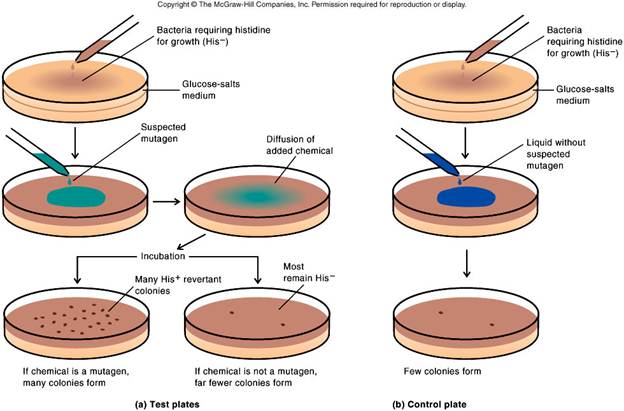 Copyright © The McGraw-Hill Companies, Inc. Permission required for reproduction or display.
Bacteria requiring histidine
for growth (His–)
Glucose-salts
medium
Suspected
mutagen
Diffusion of
added chemical
Incubation
Many His+ revertant
colonies
Most
remain His–
If chemical is a mutagen,
many colonies form
If chemical is not a mutagen,
far fewer colonies form
(a) Test plates
Bacteria
requiring histidine
for growth (His–)
Glucose-salts
medium
Liquid without
suspected
mutagen
Few colonies form
(b) Control plate